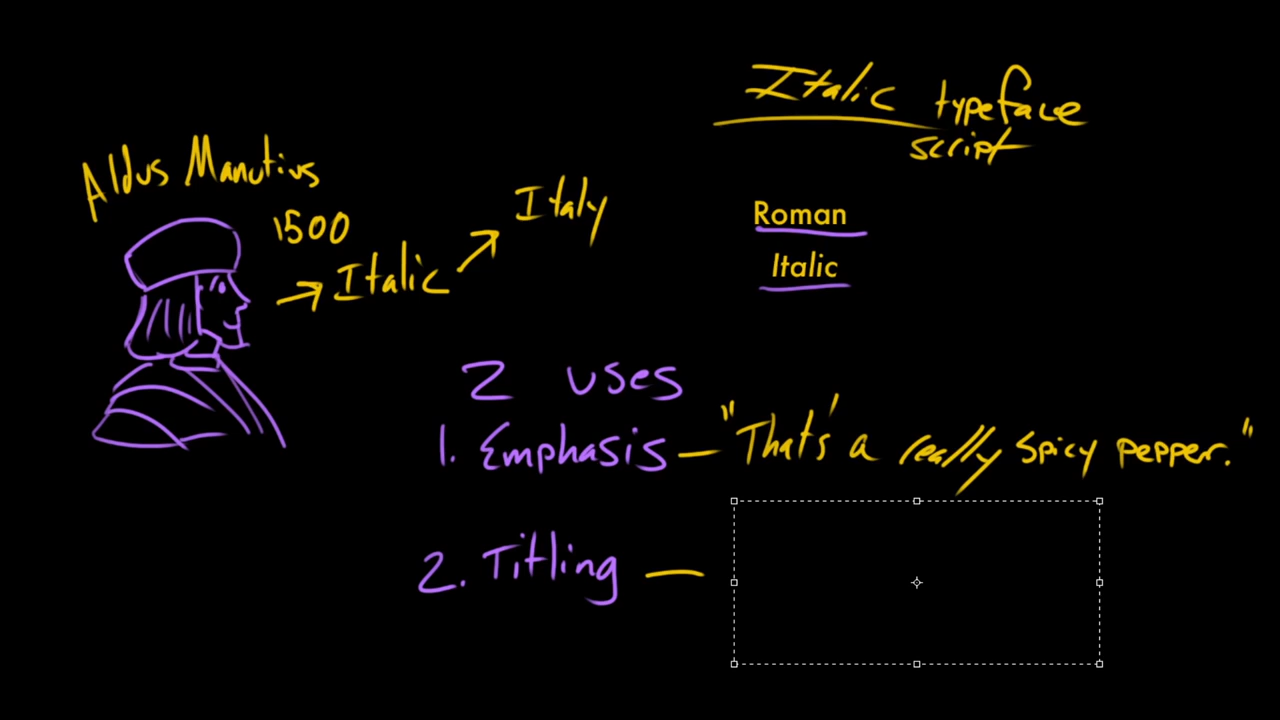 Italic typeface
script
Aldus Manutius
1500
→ Italic → Italy
Roman
Italic
2 uses
1. Emphasis — "That's a really spicy pepper."
2. Titling —